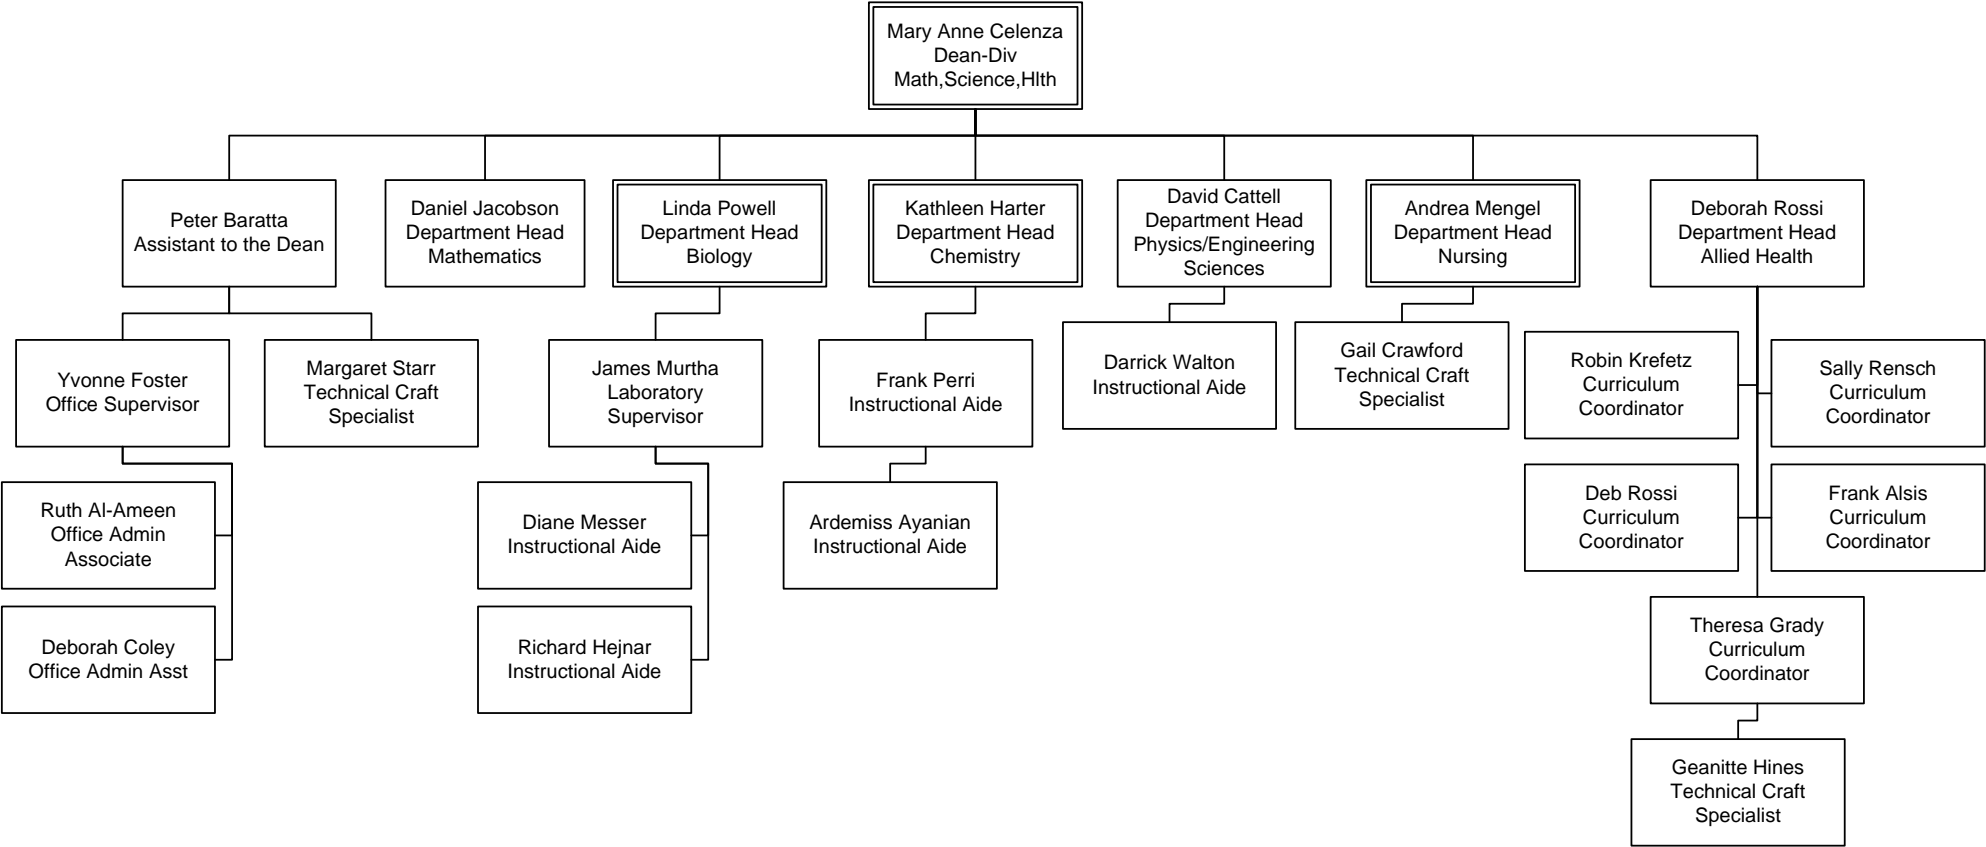 Mary Anne Celenza
Dean-Div
Math,Science,Hlth
Peter Baratta
Assistant to the Dean
Daniel Jacobson
Department Head
Mathematics
Linda Powell
Department Head
Biology
Kathleen Harter
Department Head
Chemistry
David Cattell
Department Head
Physics/Engineering
Sciences
Andrea Mengel
Department Head
Nursing
Deborah Rossi
Department Head
Allied Health
Yvonne Foster
Office Supervisor
Margaret Starr
Technical Craft
Specialist
James Murtha
Laboratory
Supervisor
Frank Perri
Instructional Aide
Darrick Walton
Instructional Aide
Gail Crawford
Technical Craft
Specialist
Robin Krefetz
Curriculum
Coordinator
Sally Rensch
Curriculum
Coordinator
Ruth Al-Ameen
Office Admin
Associate
Diane Messer
Instructional Aide
Ardemiss Ayanian
Instructional Aide
Deb Rossi
Curriculum
Coordinator
Frank Alsis
Curriculum
Coordinator
Deborah Coley
Office Admin Asst
Richard Hejnar
Instructional Aide
Theresa Grady
Curriculum
Coordinator
Geanitte Hines
Technical Craft
Specialist